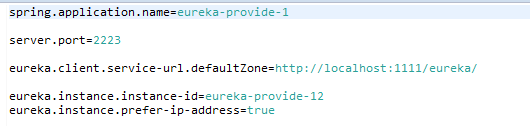 spring.application.name=eureka-provide-1
server.port=2223
eureka.client.service-url.defaultZone=http://localhost:1111/eureka/
eureka.instance.instance-id=eureka-provide-12
eureka.instance.prefer-ip-address=true